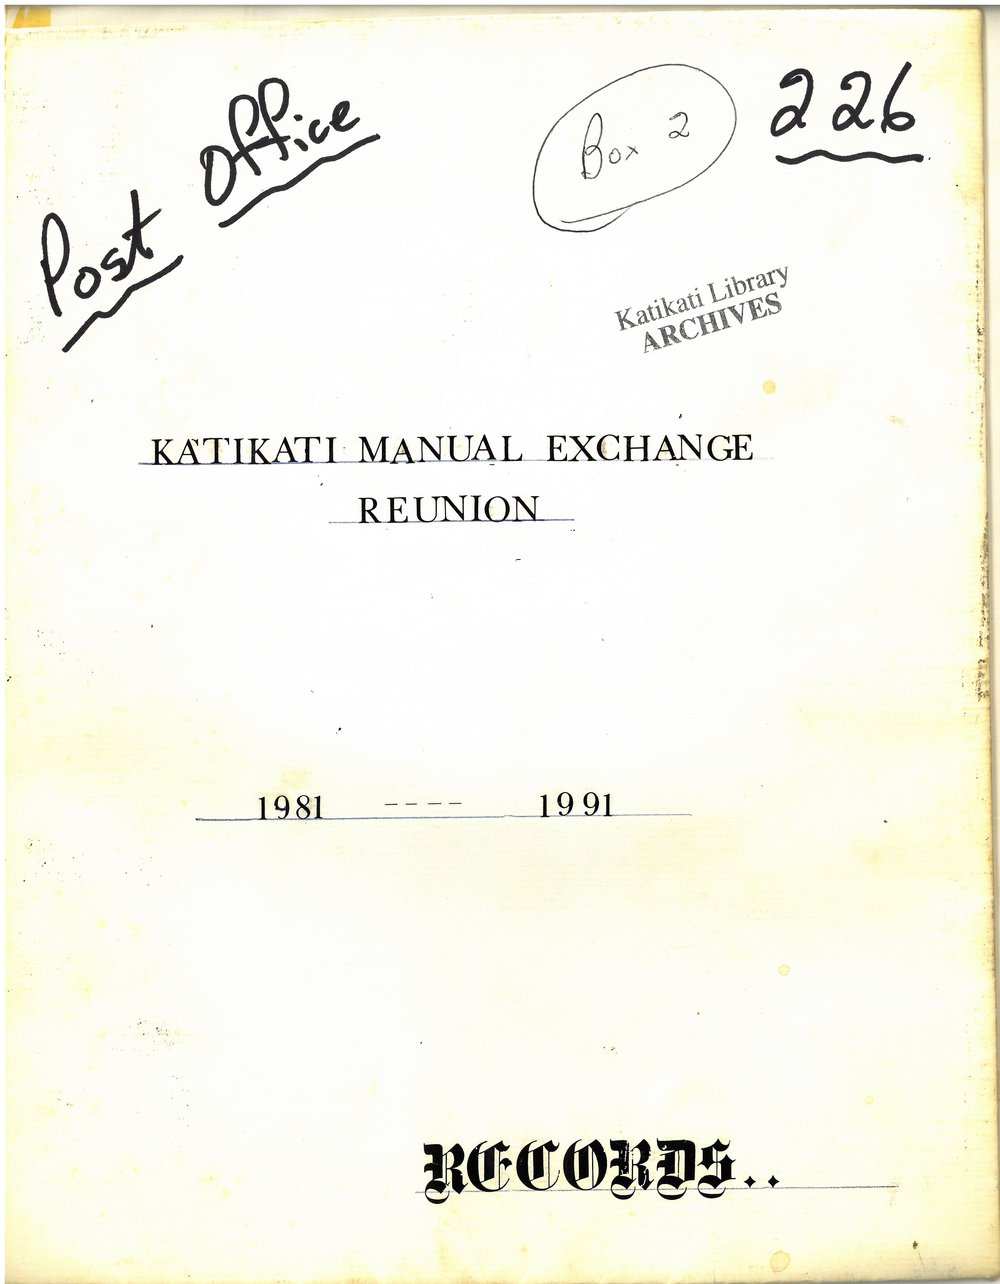 Post Office
Box 2
226
Katikati Library
ARCHIVES
KATIKATI MANUAL EXCHANGE
REUNION
1981 ---- 1991
RECORDS..